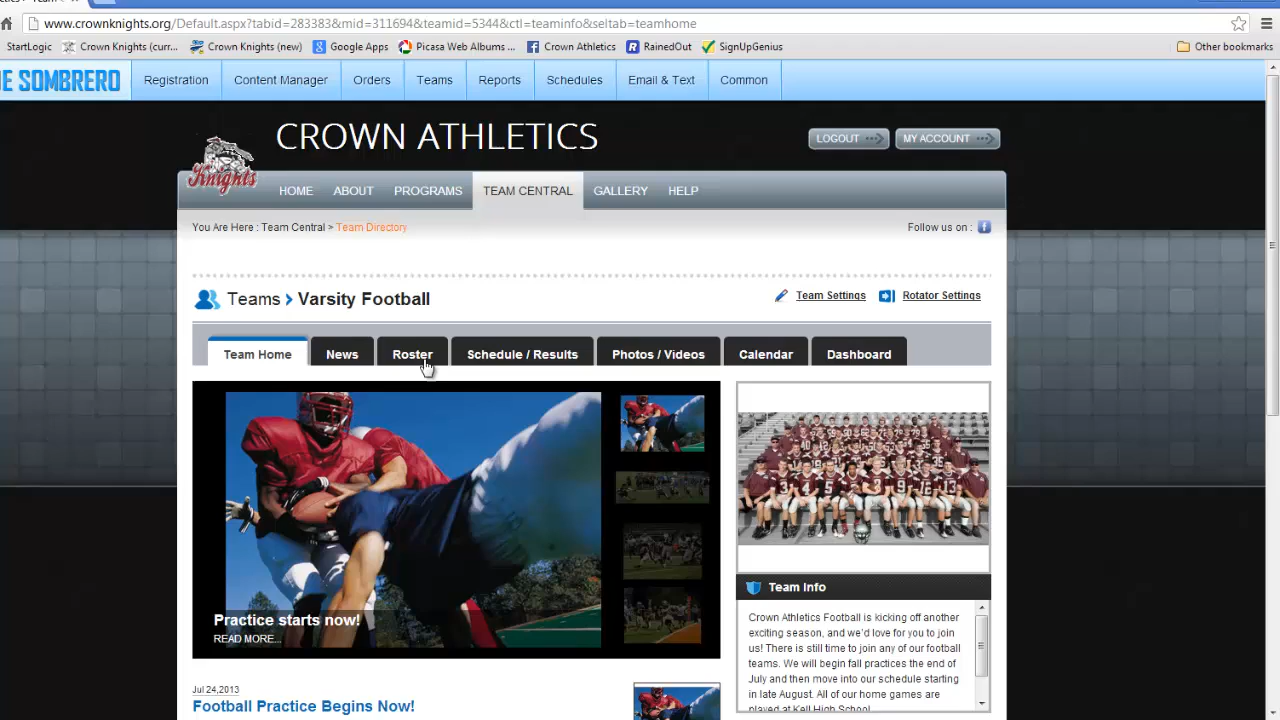 www.crownknights.org/Default.aspx?tabid=283383&mid=311694&teamid=5344&ctl=teaminfo&seltab=teamhome
StartLogic Crown Knights (curr... Crown Knights (new) Google Apps Picasa Web Albums ... Crown Athletics RainedOut SignUpGenius Other bookmarks
E SOMBRERO Registration Content Manager Orders Teams Reports Schedules Email & Text Common
CROWN ATHLETICS
LOGOUT MY ACCOUNT
Knights
HOME ABOUT PROGRAMS TEAM CENTRAL GALLERY HELP
You Are Here : Team Central > Team Directory Follow us on :
Teams Varsity Football Team Settings Rotator Settings
Team Home News Roster Schedule / Results Photos / Videos Calendar Dashboard
Practice starts now!
READ MORE...
Team Info
Crown Athletics Football is kicking off another
exciting season, and we'd love for you to join
us! There is still time to join any of our football
teams. We will begin fall practices the end of
July and then move into our schedule starting
in late August. All of our home games are
played at Kell High School.
Jul 24,2013
Football Practice Begins Now!